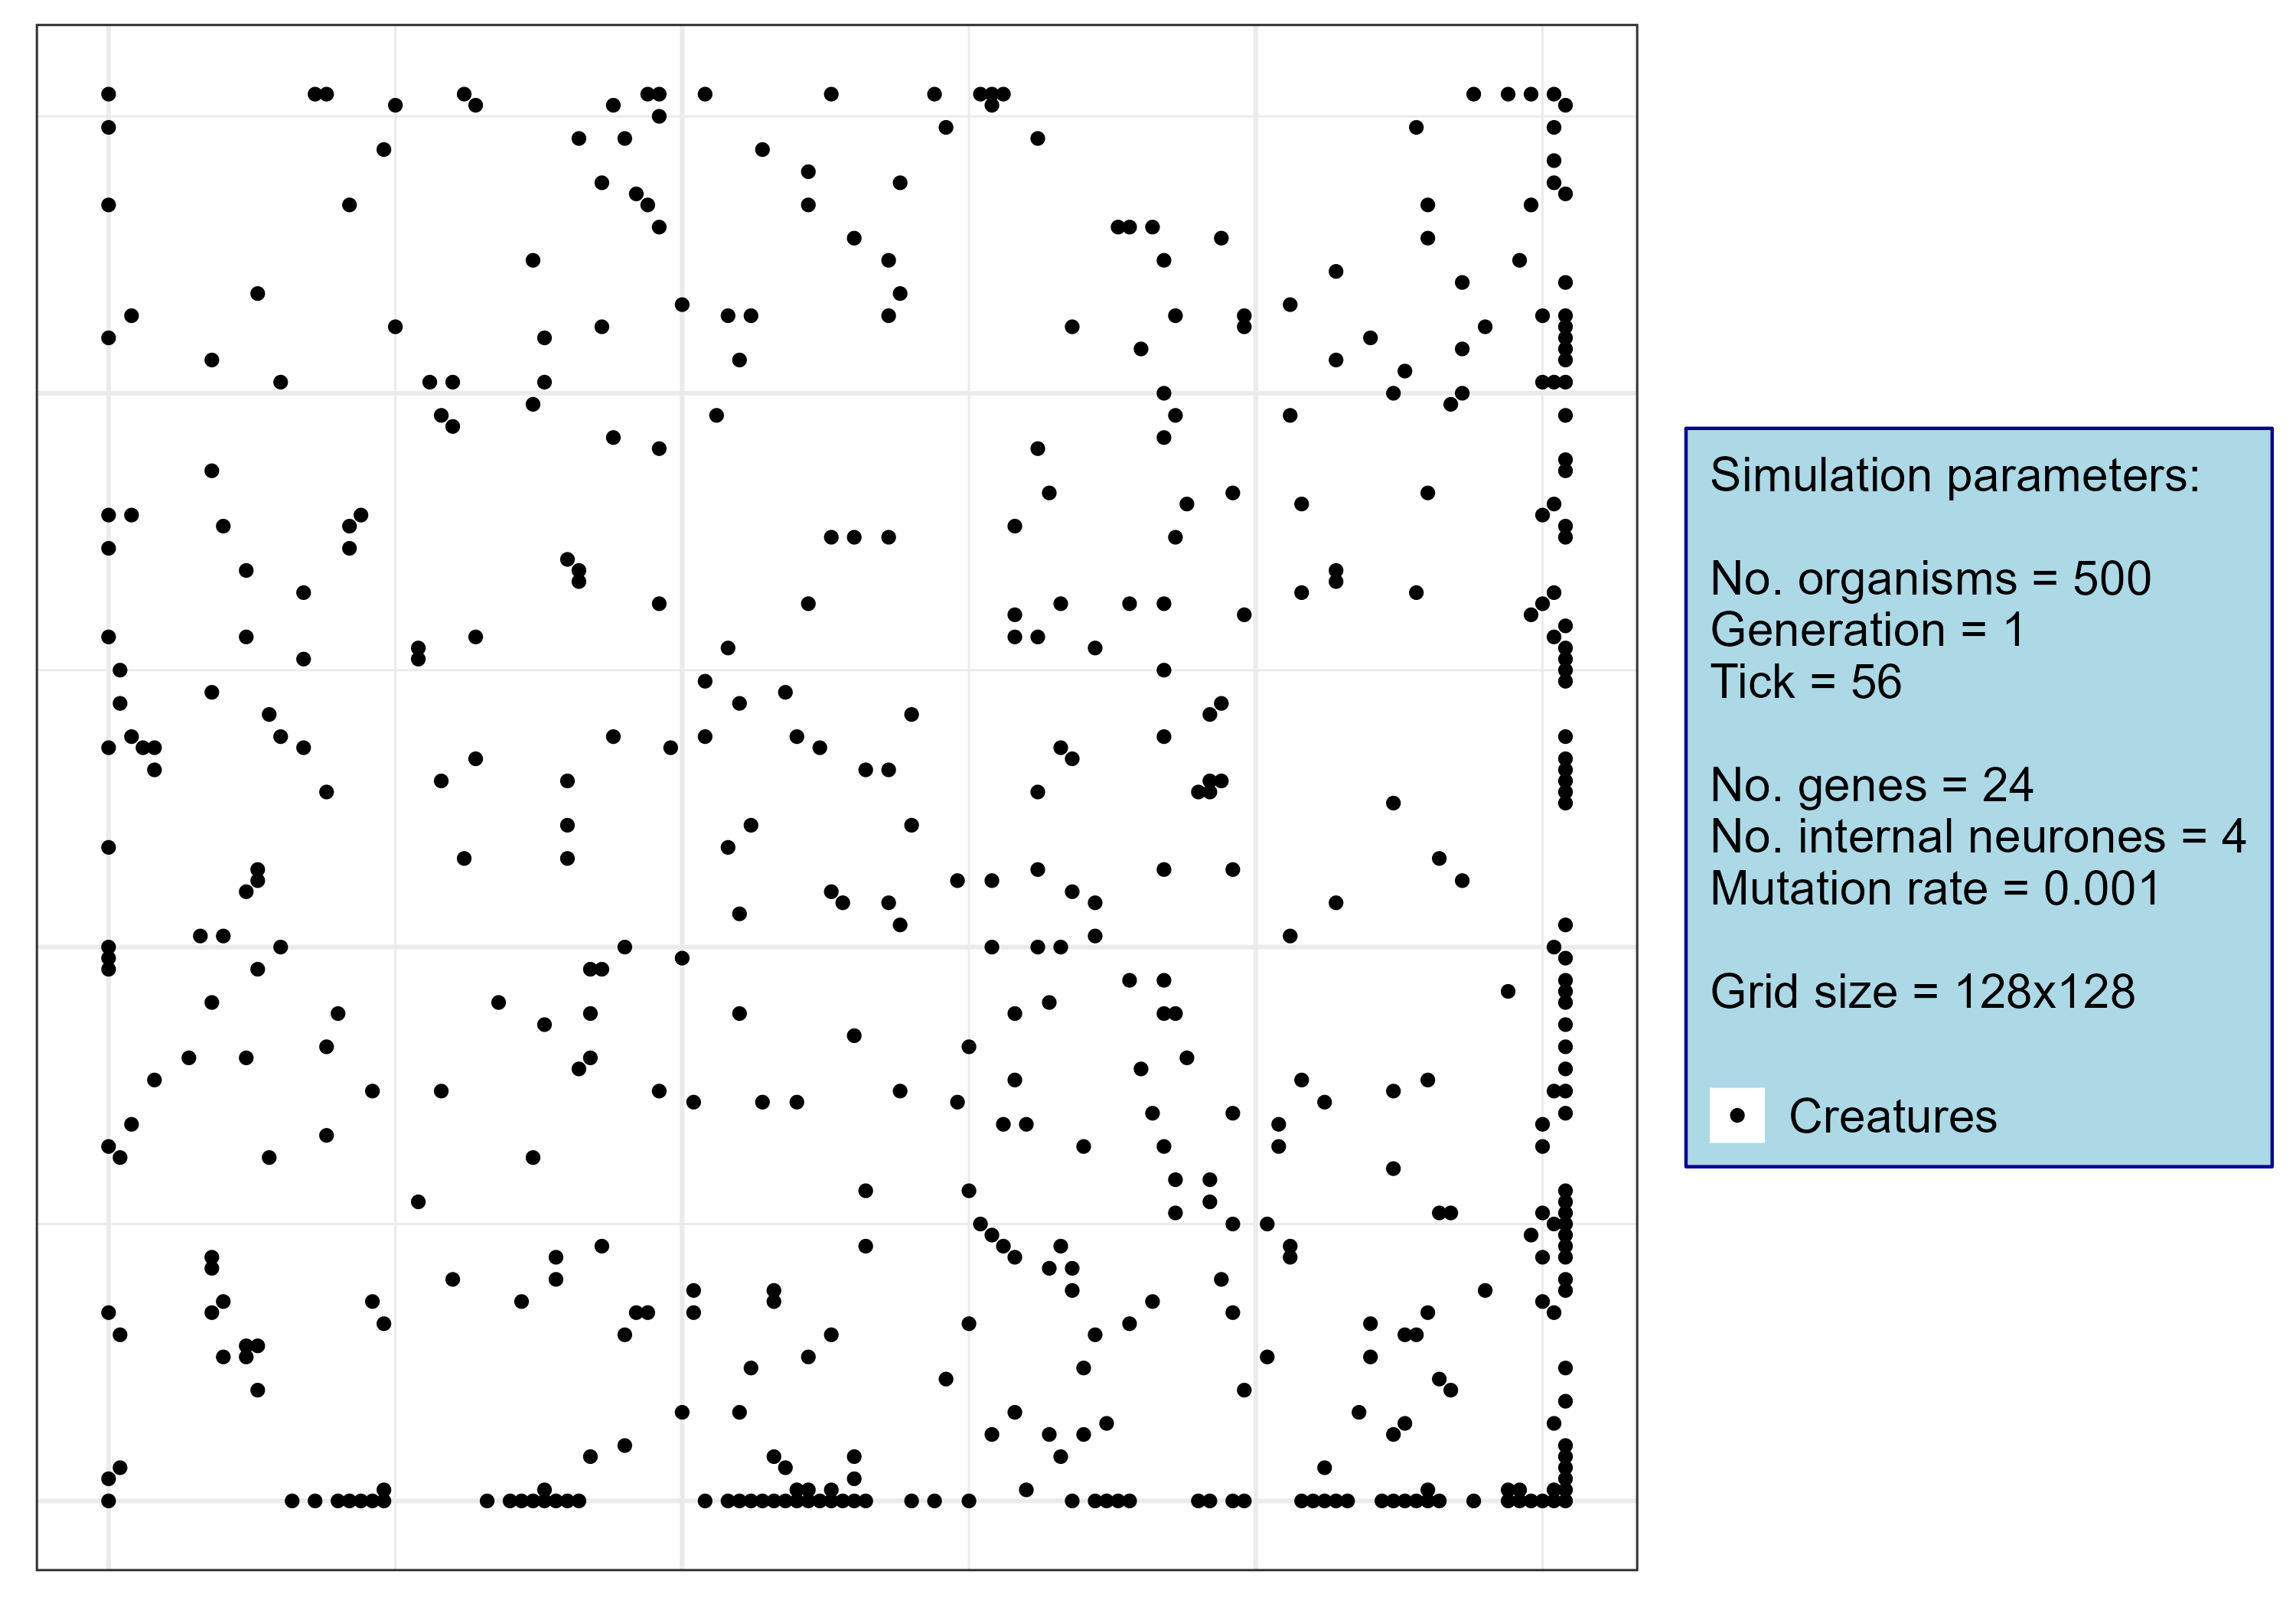 Simulation parameters:
No. organisms = 500
Generation = 1
Tick = 56
No. genes = 24
No. internal neurones = 4
Mutation rate = 0.001
Grid size = 128x128
Creatures